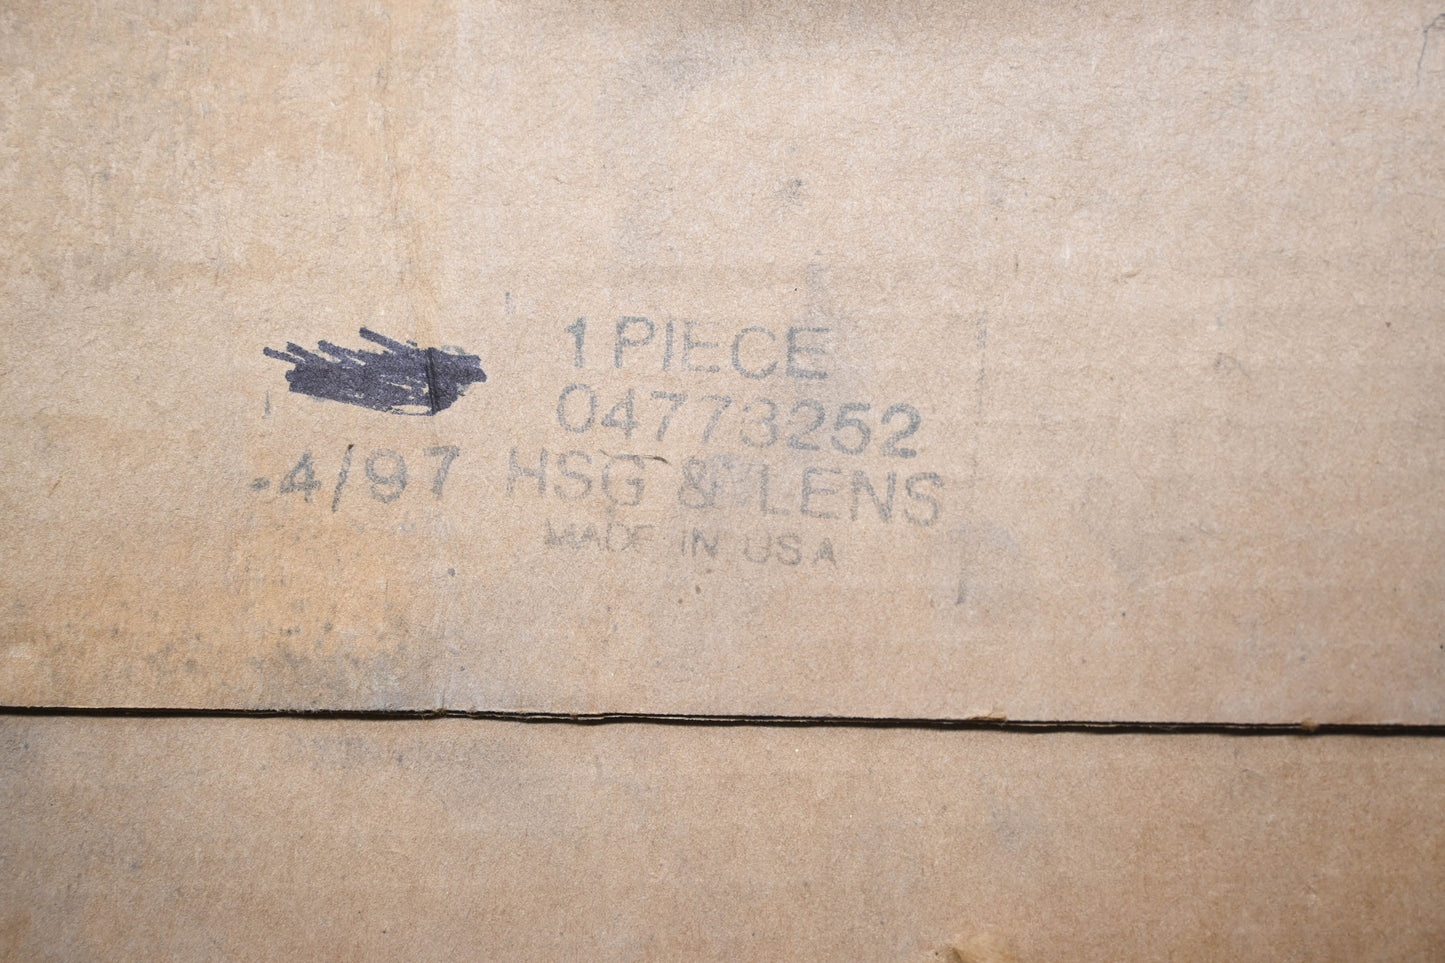 1 PIECE
04773252
-4/97 HSG & LENS
MADE IN USA